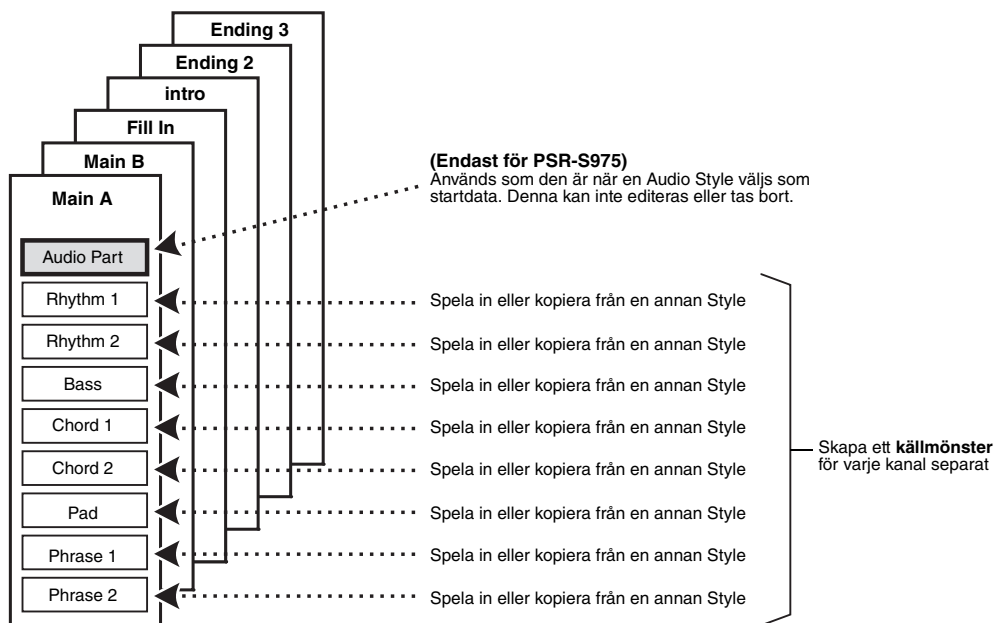 Ending 3
Ending 2
intro
Fill In
Main B
Main A
(Endast för PSR-S975)
Används som den är när en Audio Style väljs som
startdata. Denna kan inte editeras eller tas bort.
Audio Part
Rhythm 1
Spela in eller kopiera från en annan Style
Rhythm 2
Spela in eller kopiera från en annan Style
Bass
Spela in eller kopiera från en annan Style
Chord 1
Spela in eller kopiera från en annan Style
Chord 2
Spela in eller kopiera från en annan Style
Pad
Spela in eller kopiera från en annan Style
Phrase 1
Spela in eller kopiera från en annan Style
Phrase 2
Spela in eller kopiera från en annan Style
Skapa ett källmönster
för varje kanal separat